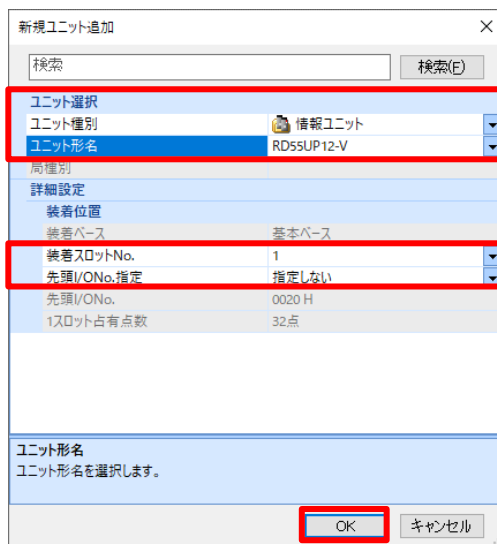 新規ユニット追加
検索 検索(F)
ユニット選択
ユニット種別 情報ユニット
ユニット形名 RD55UP12-V
局種別
詳細設定
装着位置
装着ベース 基本ベース
装着スロットNo. 1
先頭I/ONo.指定 指定しない
先頭I/ONo. 0020 H
1スロット占有点数 32点
ユニット形名
ユニット形名を選択します。
OK キャンセル